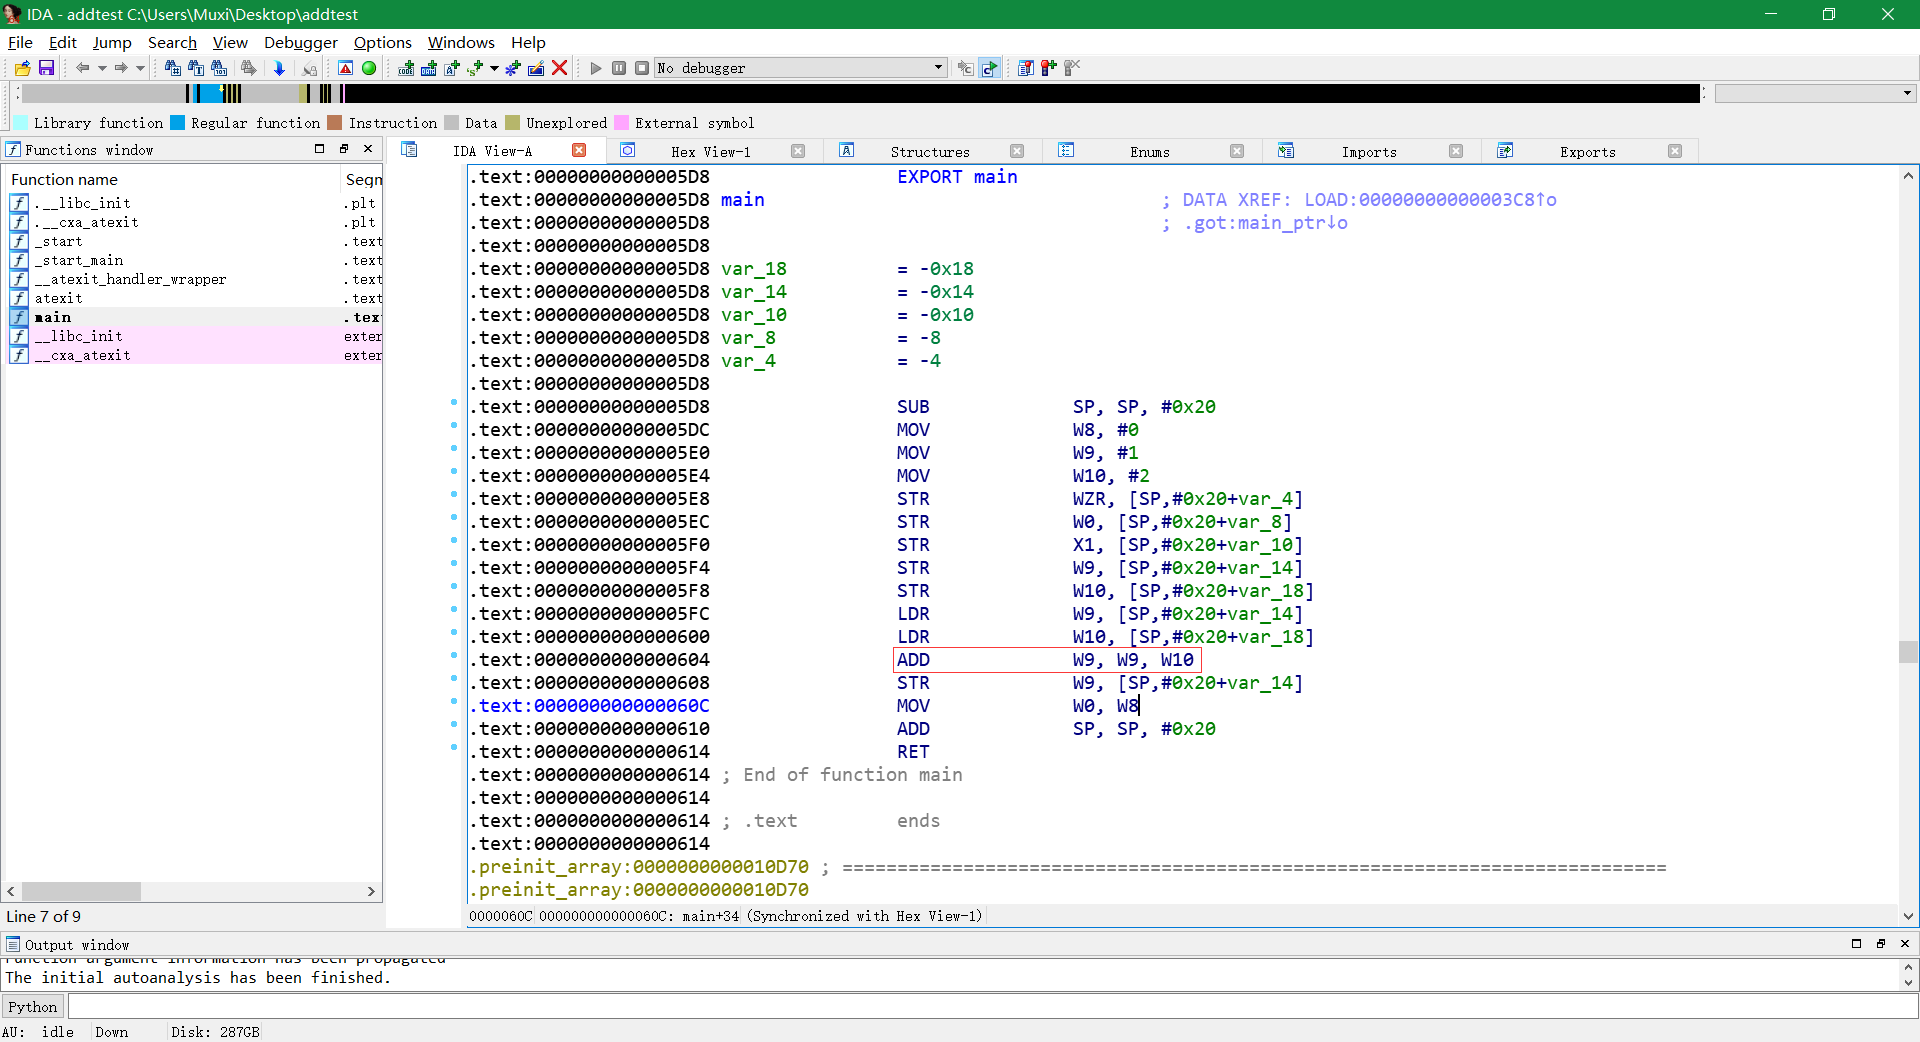 IDA - addtest C:\Users\Muxi\Desktop\addtest
File Edit Jump Search View Debugger Options Windows Help
No debugger
Library function Regular function Instruction Data Unexplored External symbol
Functions window
IDA View-A Hex View-1 Structures Enums Imports Exports
Function name Segm
.__libc_init .plt
.__cxa_atexit .plt
_start .text
_start_main .text
__atexit_handler_wrapper .text
atexit .text
main .tex
__libc_init exter
__cxa_atexit exter
Line 7 of 9
.text:00000000000005D8 EXPORT main
.text:00000000000005D8 main ; DATA XREF: LOAD:00000000000003C8↑o
.text:00000000000005D8 ; .got:main_ptr↓o
.text:00000000000005D8
.text:00000000000005D8 var_18 = -0x18
.text:00000000000005D8 var_14 = -0x14
.text:00000000000005D8 var_10 = -0x10
.text:00000000000005D8 var_8 = -8
.text:00000000000005D8 var_4 = -4
.text:00000000000005D8
.text:00000000000005D8 SUB SP, SP, #0x20
.text:00000000000005DC MOV W8, #0
.text:00000000000005E0 MOV W9, #1
.text:00000000000005E4 MOV W10, #2
.text:00000000000005E8 STR WZR, [SP,#0x20+var_4]
.text:00000000000005EC STR W0, [SP,#0x20+var_8]
.text:00000000000005F0 STR X1, [SP,#0x20+var_10]
.text:00000000000005F4 STR W9, [SP,#0x20+var_14]
.text:00000000000005F8 STR W10, [SP,#0x20+var_18]
.text:00000000000005FC LDR W9, [SP,#0x20+var_14]
.text:0000000000000600 LDR W10, [SP,#0x20+var_18]
.text:0000000000000604 ADD W9, W9, W10
.text:0000000000000608 STR W9, [SP,#0x20+var_14]
.text:000000000000060C MOV W0, W8
.text:0000000000000610 ADD SP, SP, #0x20
.text:0000000000000614 RET
.text:0000000000000614 ; End of function main
.text:0000000000000614
.text:0000000000000614 ; .text ends
.text:0000000000000614
.preinit_array:0000000000010D70 ; ===========================================================================
.preinit_array:0000000000010D70
0000060C 000000000000060C: main+34 (Synchronized with Hex View-1)
Output window
Function argument information has been propagated
The initial autoanalysis has been finished.
Python
AU: idle Down Disk: 287GB